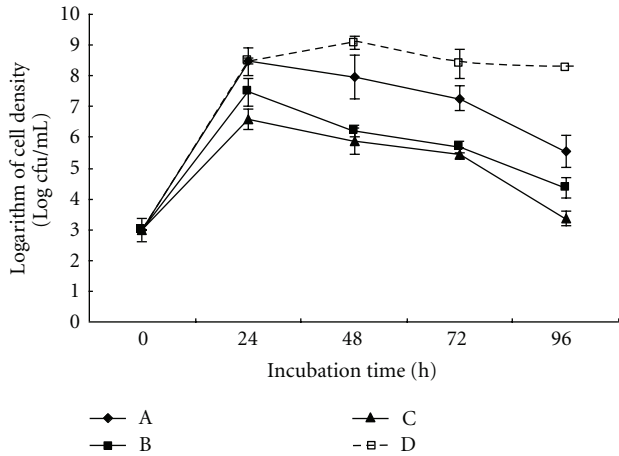 10
9
8
7
6
5
4
3
2
1
0
Logarithm of cell density
(Log cfu/mL)
0 24 48 72 96
Incubation time (h)
A C
B D